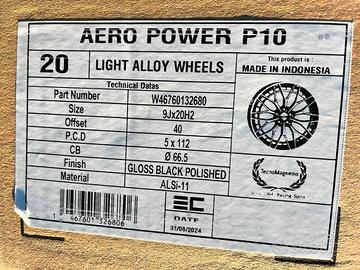 AERO POWER P10
20 LIGHT ALLOY WHEELS
This product is :
MADE IN INDONESIA
Technical Datas
Part Number W46760132680
Size 9Jx20H2
Offset 40
P.C.D 5 x 112
CB Ø 66.5
Finish GLOSS BLACK POLISHED
Material ALSi-11
TecnoMagnesio
DATE
31/08/2024